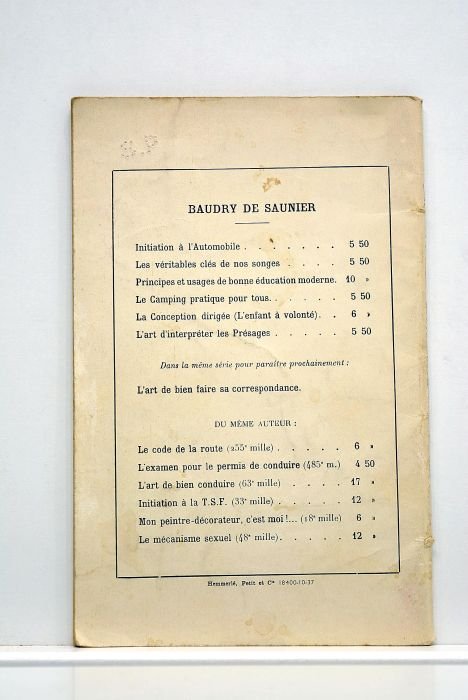 P.S
BAUDRY DE SAUNIER
Initiation à l'Automobile . . . . . . . 5 50
Les véritables clés de nos songes . . . . 5 50
Principes et usages de bonne éducation moderne. 10 »
Le Camping pratique pour tous. . . . . . 5 50
La Conception dirigée (L'enfant à volonté). . 6 »
L'art d'interpréter les Présages . . . . . 5 50
Dans la même série pour paraître prochainement :
L'art de bien faire sa correspondance.
DU MÊME AUTEUR :
Le code de la route (255e mille) . . . . . 6 »
L'examen pour le permis de conduire (485e m.) 4 50
L'art de bien conduire (63e mille) . . . . 17 »
Initiation à la T.S.F. (33e mille) . . . . . 12 »
Mon peintre-décorateur, c'est moi !... (18e mille) 6 »
Le mécanisme sexuel (48e mille). . . . . 12 »
Hemmerlé, Petit et Cie 18400-10-37